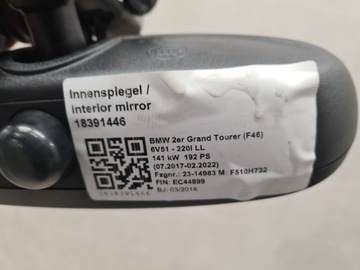 Innenspiegel /
interior mirror
18391446
BMW 2er Grand Tourer (F46)
6V51 - 220I LL
141 kW 192 PS
(07.2017-02.2022)
Fzgnr.: 23-14983 M: F510H732
FIN: EC44899
BJ: 03/2018